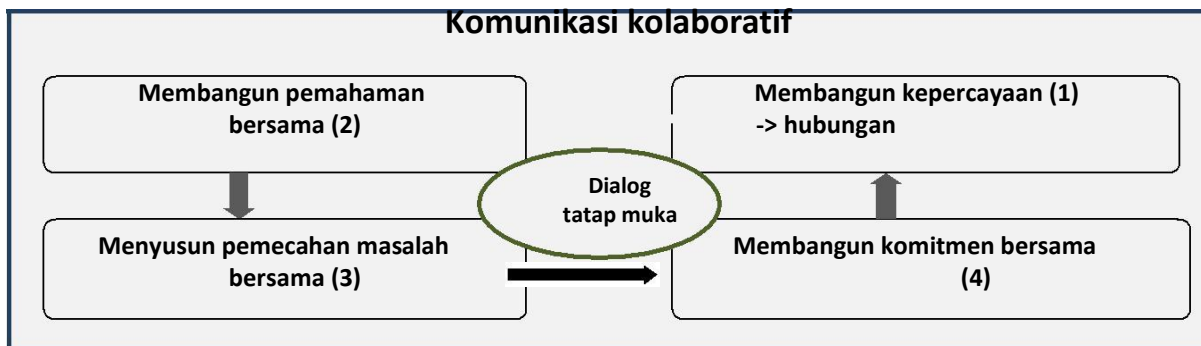 Komunikasi kolaboratif
Membangun pemahaman
bersama (2)
Membangun kepercayaan (1)
-> hubungan
Dialog
tatap muka
Menyusun pemecahan masalah
bersama (3)
Membangun komitmen bersama
(4)